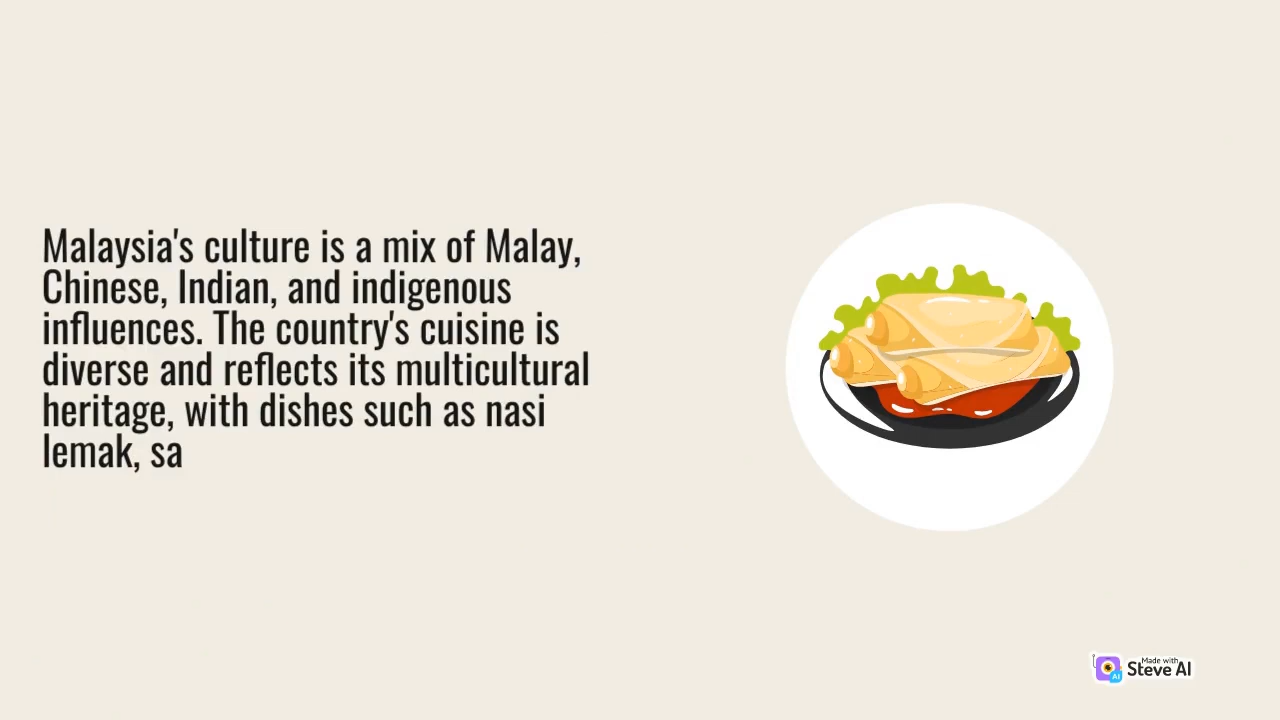 Malaysia's culture is a mix of Malay,
Chinese, Indian, and indigenous
influences. The country's cuisine is
diverse and reflects its multicultural
heritage, with dishes such as nasi
lemak, sa
Made with
Steve AI
AI